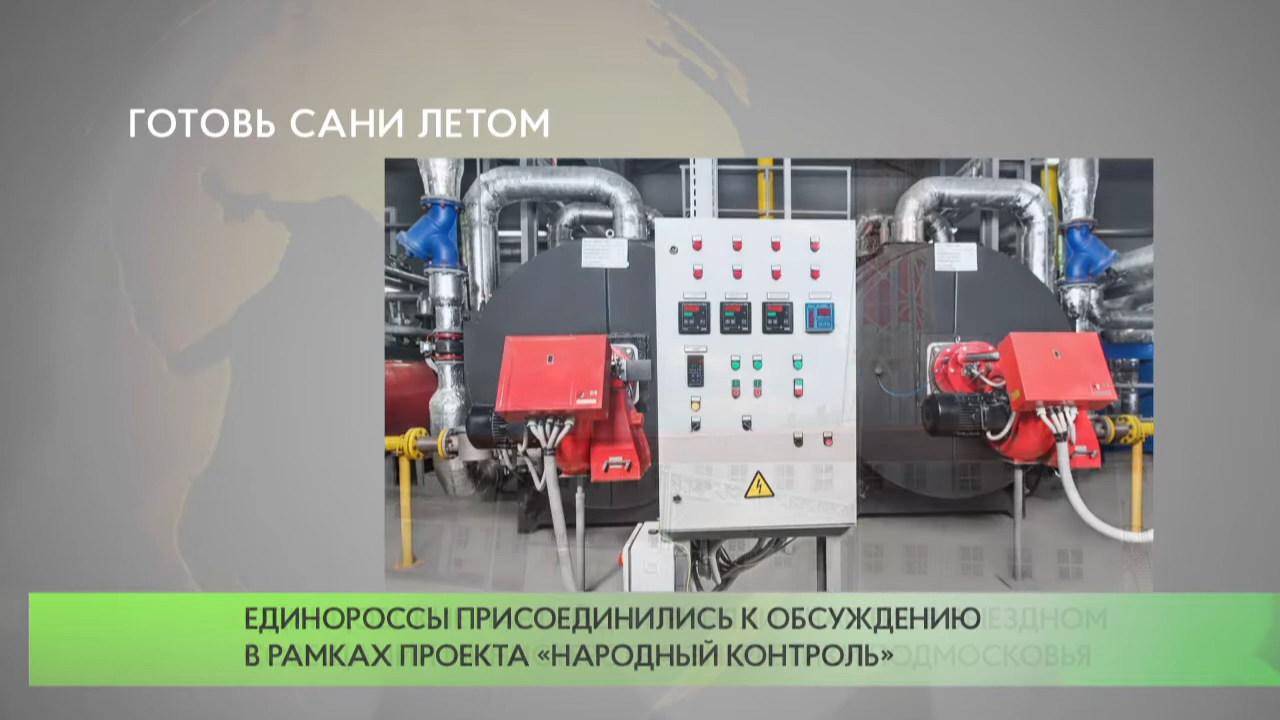 ГОТОВЬ САНИ ЛЕТОМ
ЕДИНОРОССЫ ПРИСОЕДИНИЛИСЬ К ОБСУЖДЕНИЮ
В РАМКАХ ПРОЕКТА «НАРОДНЫЙ КОНТРОЛЬ»